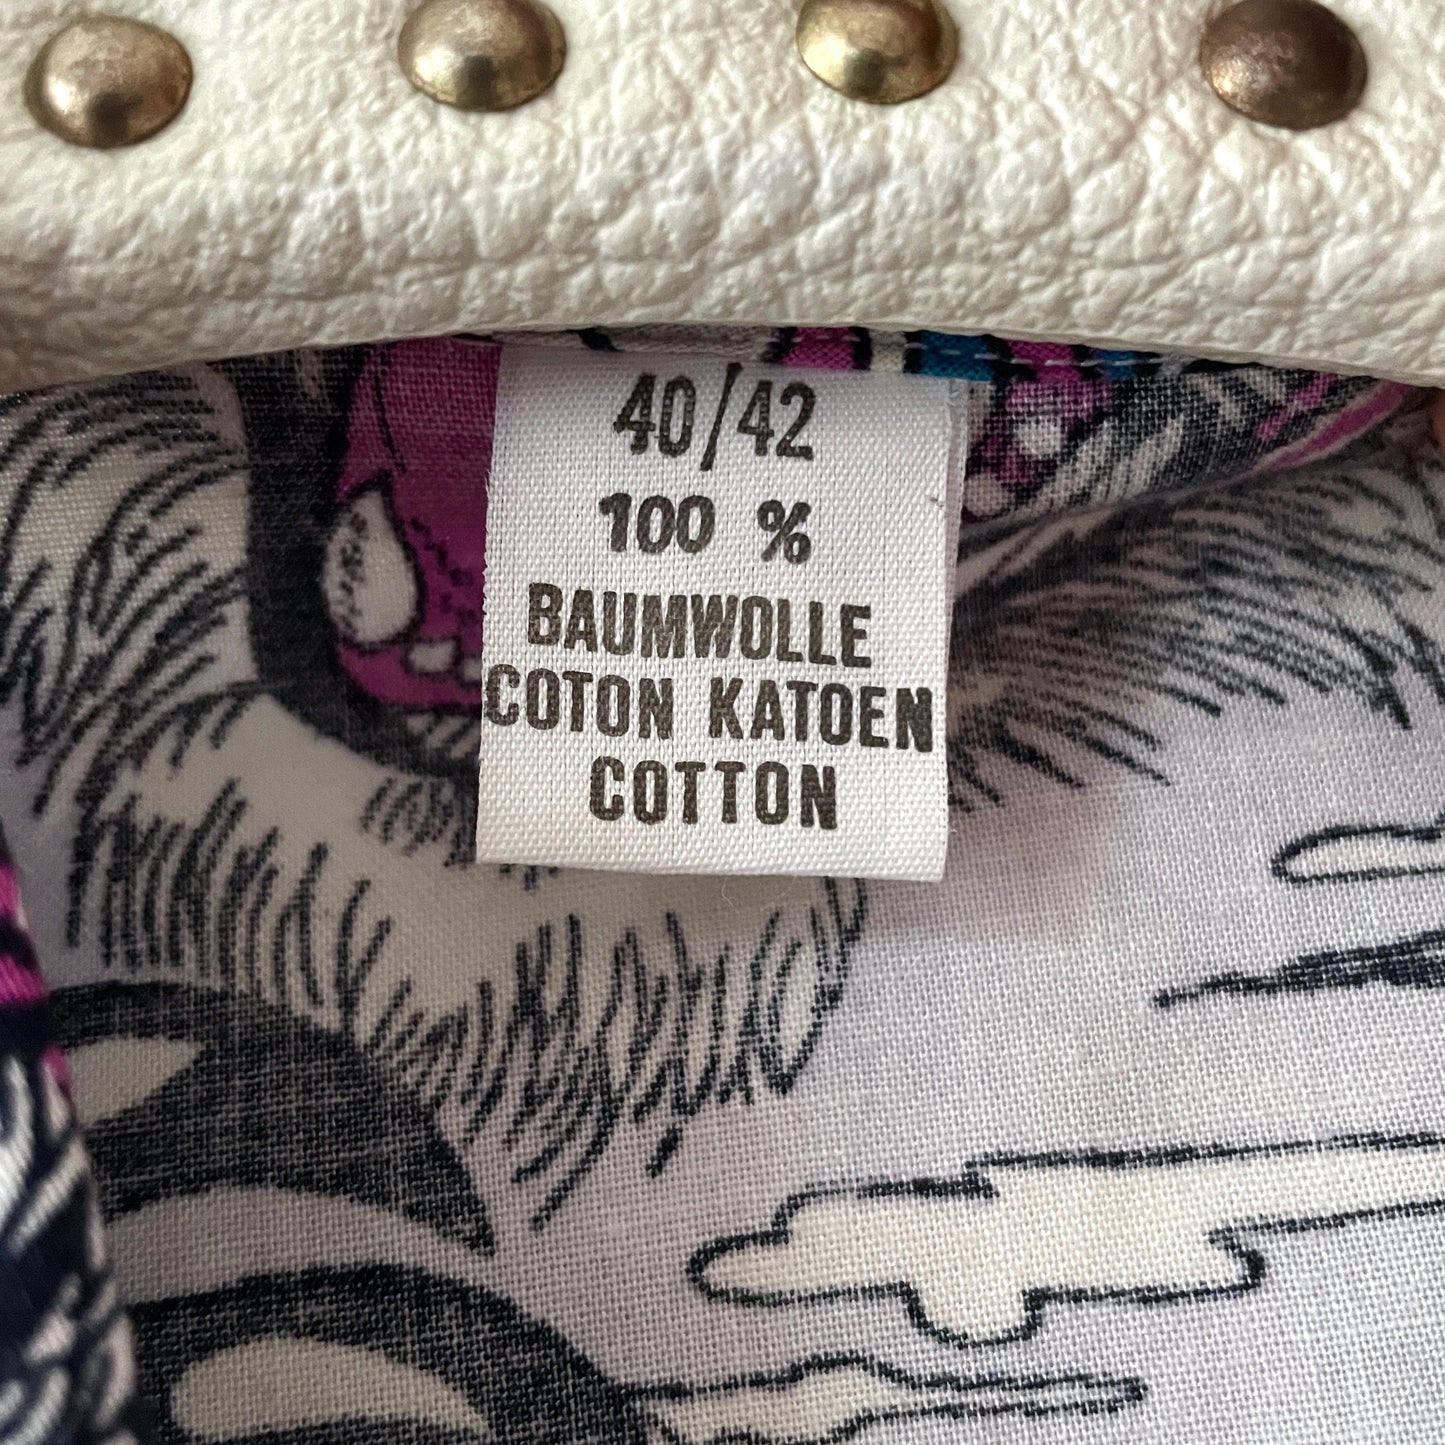 40/42
100 %
BAUMWOLLE
COTON KATOEN
COTTON